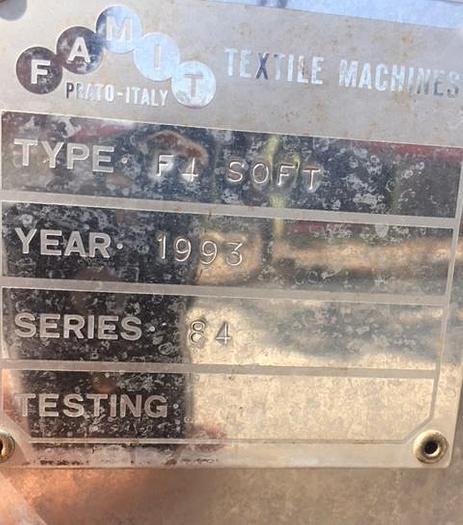 FAMIT TEXTILE MACHINES
PRATO-ITALY
TYPE· F4 SOFT
YEAR· 1993
SERIES· 84
TESTING·